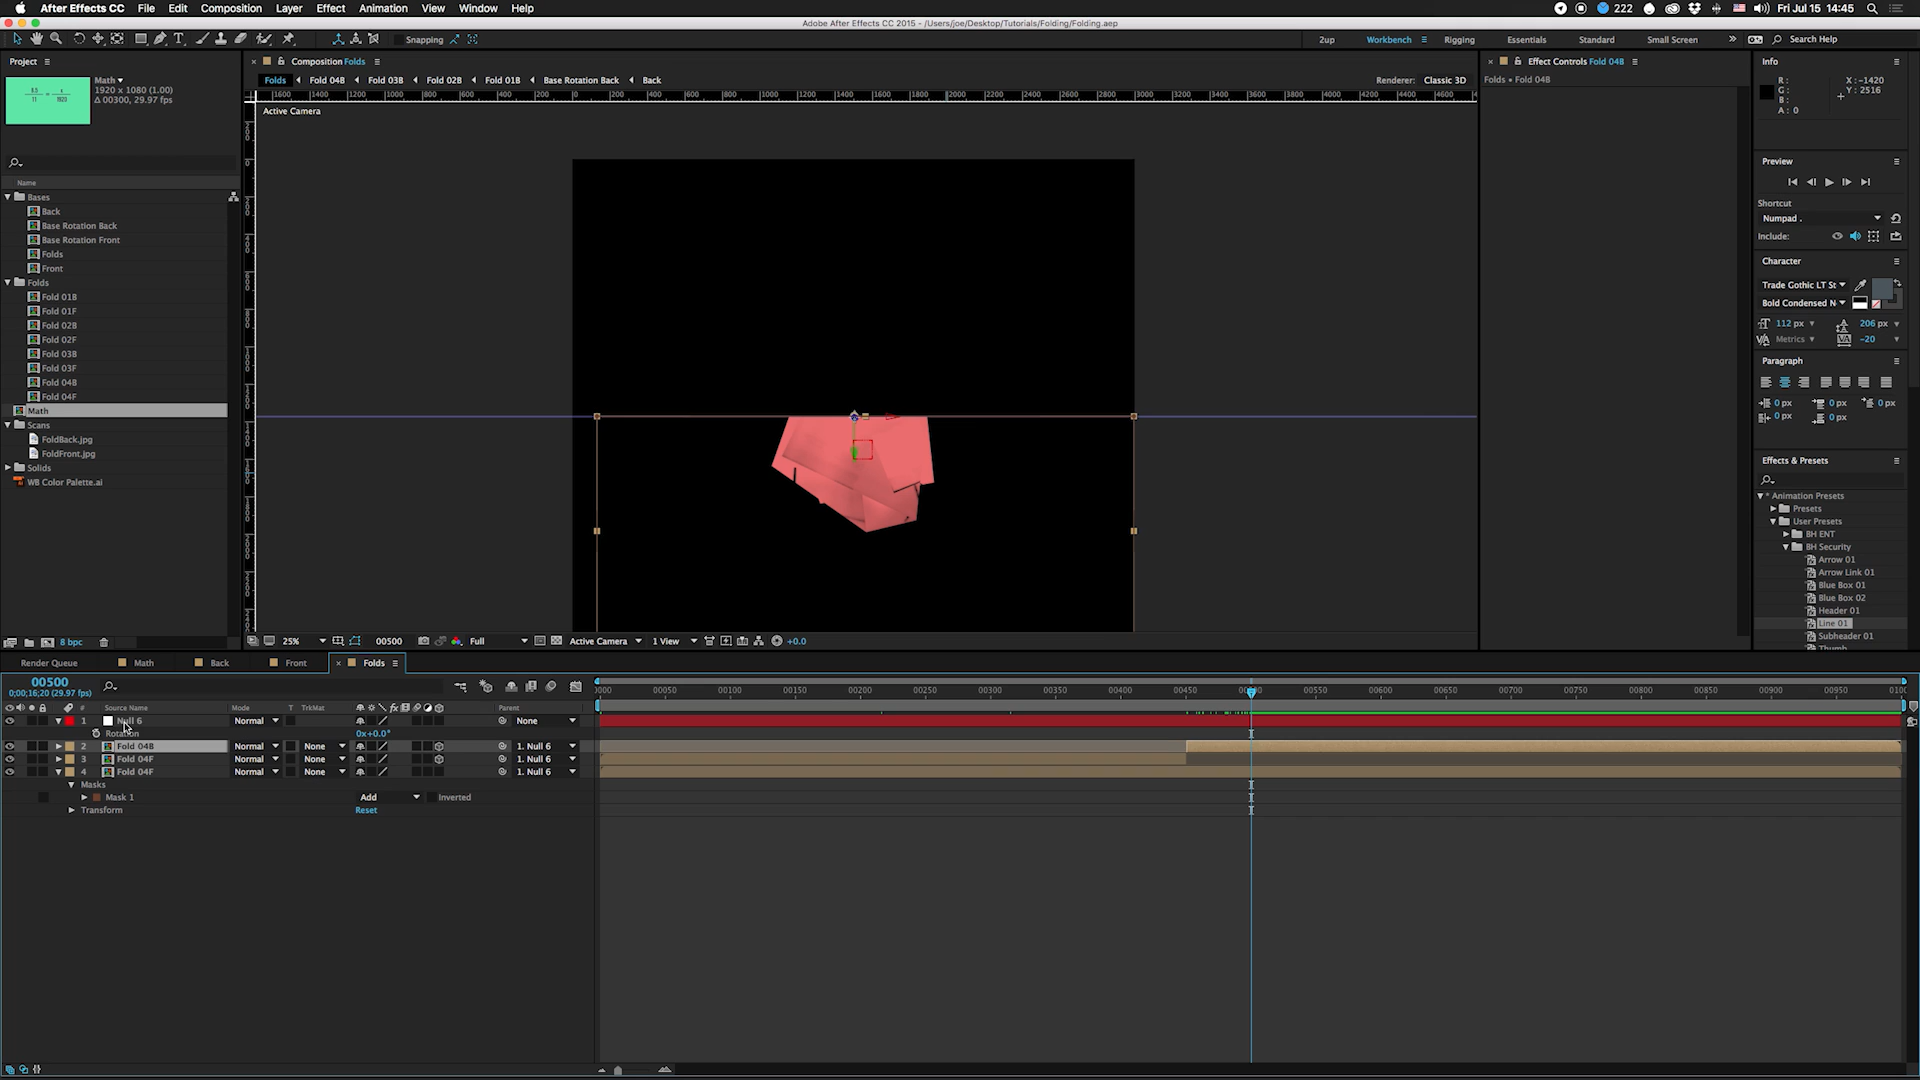 After Effects CC File Edit Composition Layer Effect Animation View Window Help 222 Fri Jul 15 14:45
Adobe After Effects CC 2015 - /Users/joe/Desktop/Tutorials/Folding/Folding.aep
Snapping 2up Workbench Rigging Essentials Standard Small Screen Search Help
Project
Math
1920 x 1080 (1.00)
Δ 00300, 29.97 fps
Name
Bases
Back
Base Rotation Back
Base Rotation Front
Folds
Front
Folds
Fold 01B
Fold 01F
Fold 02B
Fold 02F
Fold 03B
Fold 03F
Fold 04B
Fold 04F
Math
Scans
FoldBack.jpg
FoldFront.jpg
Solids
WB Color Palette.ai
8 bpc
Composition Folds
Folds Fold 04B Fold 03B Fold 02B Fold 01B Base Rotation Back Back Renderer: Classic 3D
Active Camera
25% 00500 Full Active Camera 1 View +0.0
Effect Controls Fold 04B
Folds • Fold 04B
Info
R: X: -1420
G: Y: 2516
B:
A: 0
Preview
Shortcut
Numpad .
Include:
Character
Trade Gothic LT St
Bold Condensed N
112 px 206 px
Metrics -20
Paragraph
0 px 0 px 0 px
0 px 0 px
Effects & Presets
* Animation Presets
Presets
User Presets
BH ENT
BH Security
Arrow 01
Arrow Link 01
Blue Box 01
Blue Box 02
Header 01
Line 01
Subheader 01
Thumb
Render Queue Math Back Front Folds
00500
0;00;16;20 (29.97 fps)
# Source Name Mode T TrkMat Parent
1 Null 6 Normal None
Rotation 0x+0.0°
2 Fold 04B Normal None 1. Null 6
3 Fold 04F Normal None 1. Null 6
4 Fold 04F Normal None 1. Null 6
Masks
Mask 1 Add Inverted
Transform Reset
00050 00100 00150 00200 00250 00300 00350 00400 00450 00550 00600 00650 00700 00750 00800 00850 00900 00950